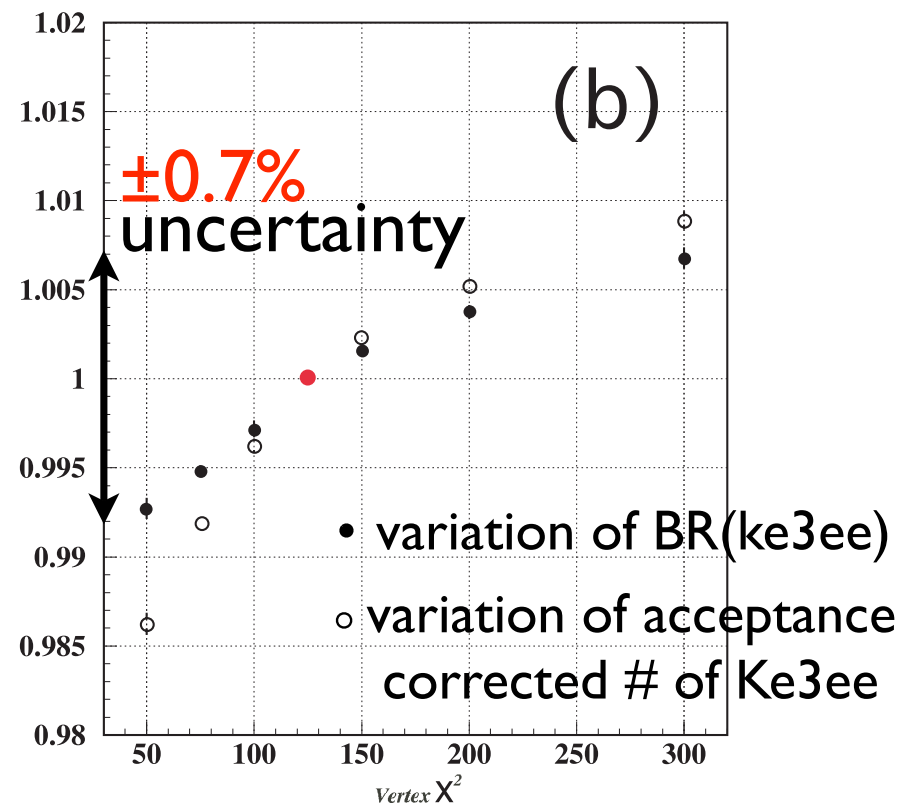 1.02
(b)
1.015
±0.7%
1.01
uncertainty
1.005
1
0.995
variation of BR(ke3ee)
0.99
variation of acceptance
0.985
corrected # of Ke3ee
0.98
50 100 150 200 250 300
Vertex X²